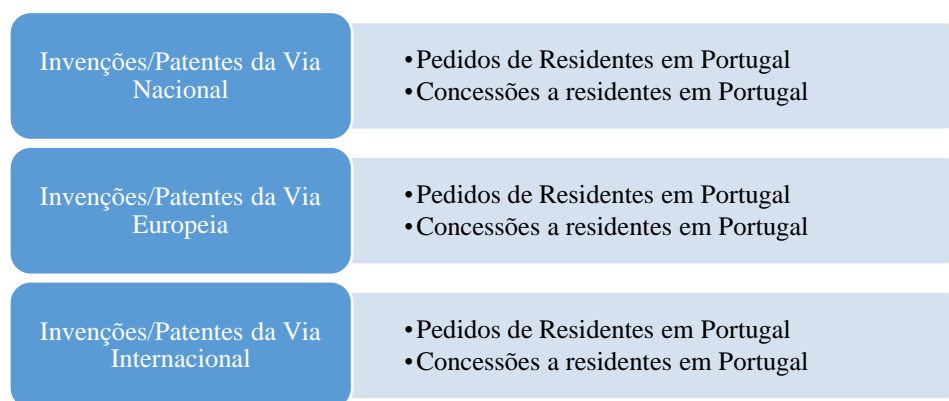 Invenções/Patentes da Via
Nacional
•Pedidos de Residentes em Portugal
•Concessões a residentes em Portugal
Invenções/Patentes da Via
Europeia
•Pedidos de Residentes em Portugal
•Concessões a residentes em Portugal
Invenções/Patentes da Via
Internacional
•Pedidos de Residentes em Portugal
•Concessões a residentes em Portugal